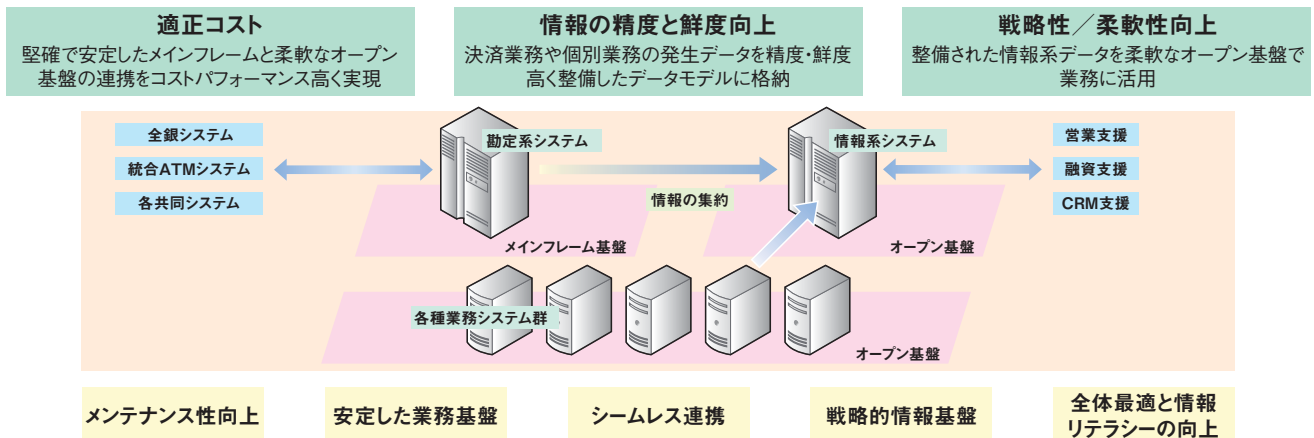 適正コスト
堅確で安定したメインフレームと柔軟なオープン
基盤の連携をコストパフォーマンス高く実現
情報の精度と鮮度向上
決済業務や個別業務の発生データを精度・鮮度
高く整備したデータモデルに格納
戦略性／柔軟性向上
整備された情報系データを柔軟なオープン基盤で
業務に活用
全銀システム
統合ATMシステム
各共同システム
勘定系システム
情報の集約
情報系システム
営業支援
融資支援
CRM支援
メインフレーム基盤
オープン基盤
各種業務システム群
オープン基盤
メンテナンス性向上
安定した業務基盤
シームレス連携
戦略的情報基盤
全体最適と情報
リテラシーの向上